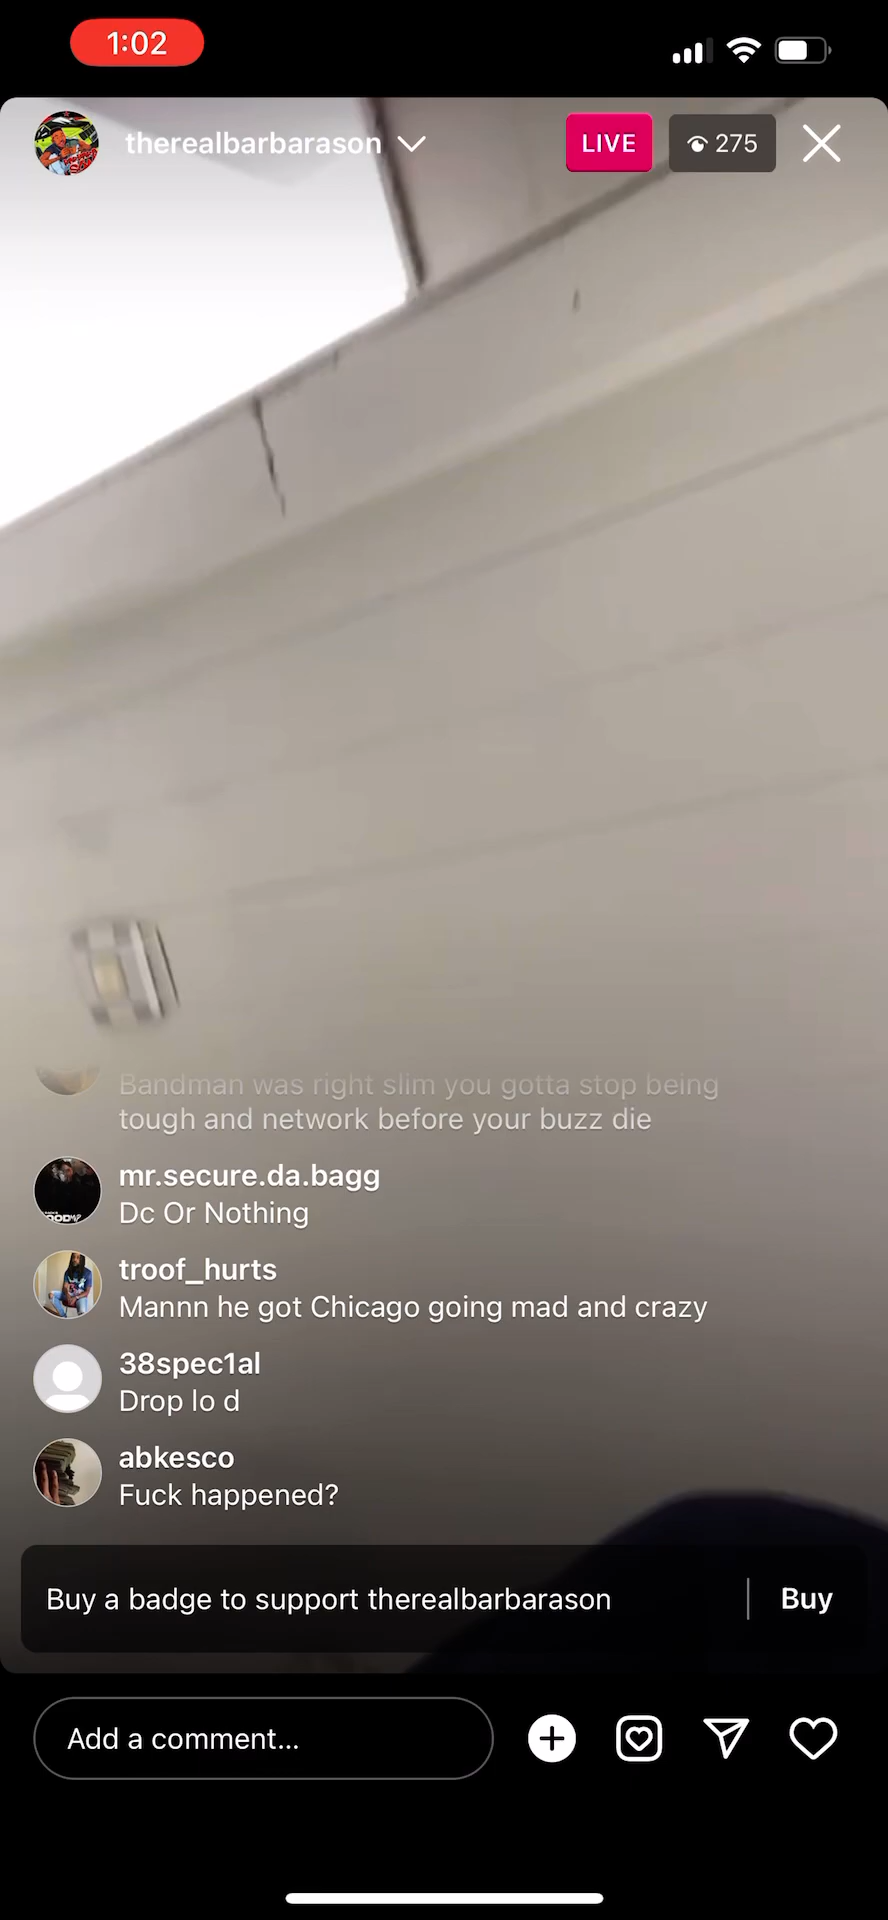 1:02
therealbarbarason
LIVE
275
Bandman was right slim you gotta stop being
tough and network before your buzz die
mr.secure.da.bagg
Dc Or Nothing
troof_hurts
Mannn he got Chicago going mad and crazy
38spec1al
Drop lo d
abkesco
Fuck happened?
Buy a badge to support therealbarbarason
Buy
Add a comment...